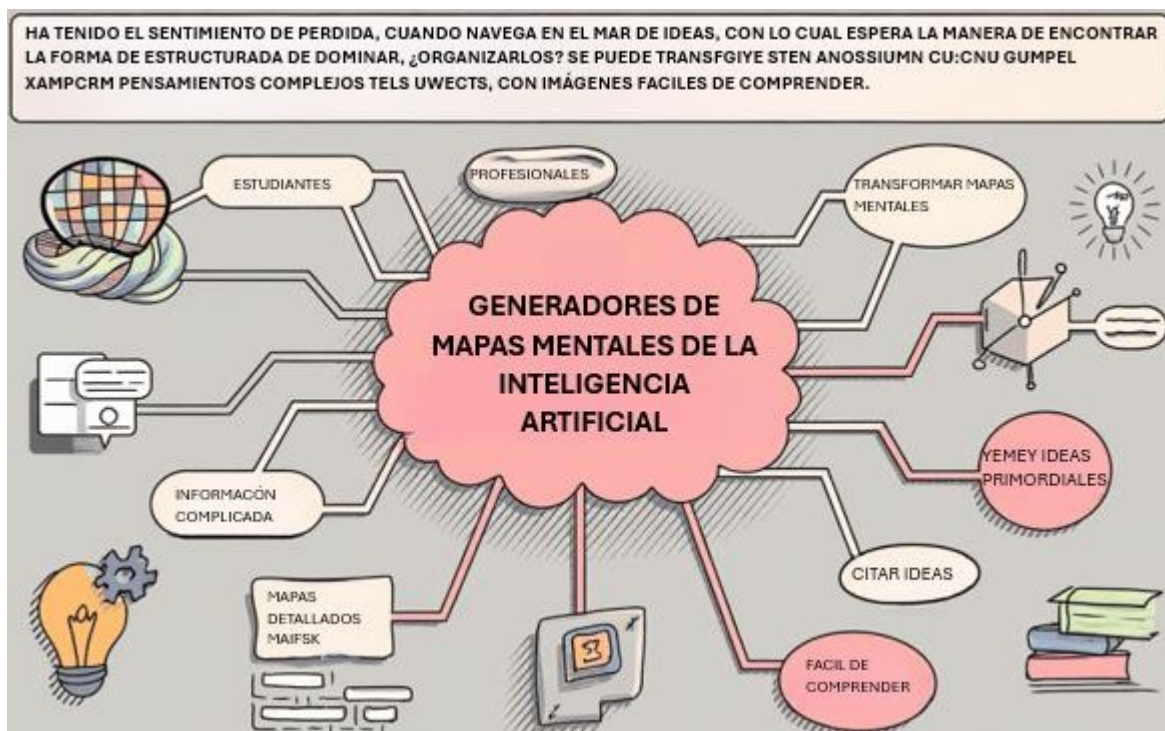 HA TENIDO EL SENTIMIENTO DE PERDIDA, CUANDO NAVEGA EN EL MAR DE IDEAS, CON LO CUAL ESPERA LA MANERA DE ENCONTRAR
LA FORMA DE ESTRUCTURADA DE DOMINAR, ¿ORGANIZARLOS? SE PUEDE TRANSFGIYE STEN ANOSSIUMN CU:CNU GUMPEL
XAMPCRM PENSAMIENTOS COMPLEJOS TELS UWECTS, CON IMÁGENES FACILES DE COMPRENDER.
ESTUDIANTES
PROFESIONALES
TRANSFORMAR MAPAS
MENTALES
GENERADORES DE
MAPAS MENTALES DE LA
INTELIGENCIA
ARTIFICIAL
YEMEY IDEAS
PRIMORDIALES
INFORMACÓN
COMPLICADA
CITAR IDEAS
MAPAS
DETALLADOS
MAIFSK
FACIL DE
COMPRENDER